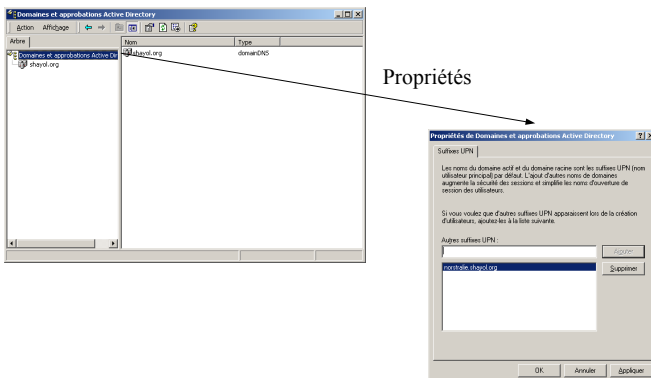 Domaines et approbations Active Directory
Action Affichage
Arbre
Nom Type
Domaines et approbations Active Dir
shayol.org
shayol.org domainDNS
Propriétés
Propriétés de Domaines et approbations Active Directory
Suffixes UPN
Les noms du domaine actif et du domaine racine sont les suffixes UPN (nom
utilisateur principal) par défaut. L'ajout d'autres noms de domaines
augmente la sécurité des sessions et simplifie les noms d'ouverture de
session des utilisateurs.
Si vous voulez que d'autres suffixes UPN apparaissent lors de la création
d'utilisateurs, ajoutez-les à la liste suivante.
Autres suffixes UPN :
Ajouter
norstralie.shayol.org
Supprimer
OK Annuler Appliquer